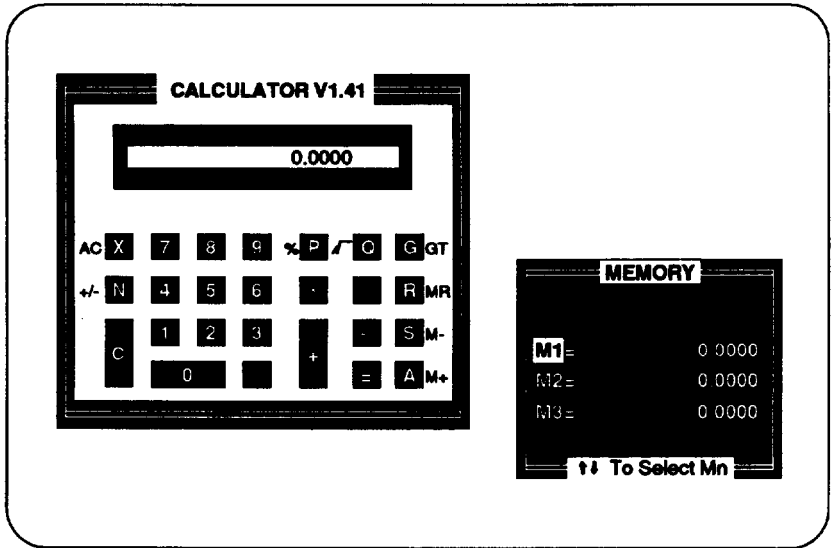 CALCULATOR V1.41
0.0000
AC X 7 8 9 % P √ Q G GT
+/- N 4 5 6 · R MR
C 1 2 3 + - S M-
0 = A M+
MEMORY
M1= 0.0000
M2= 0.0000
M3= 0.0000
↑↓ To Select Mn